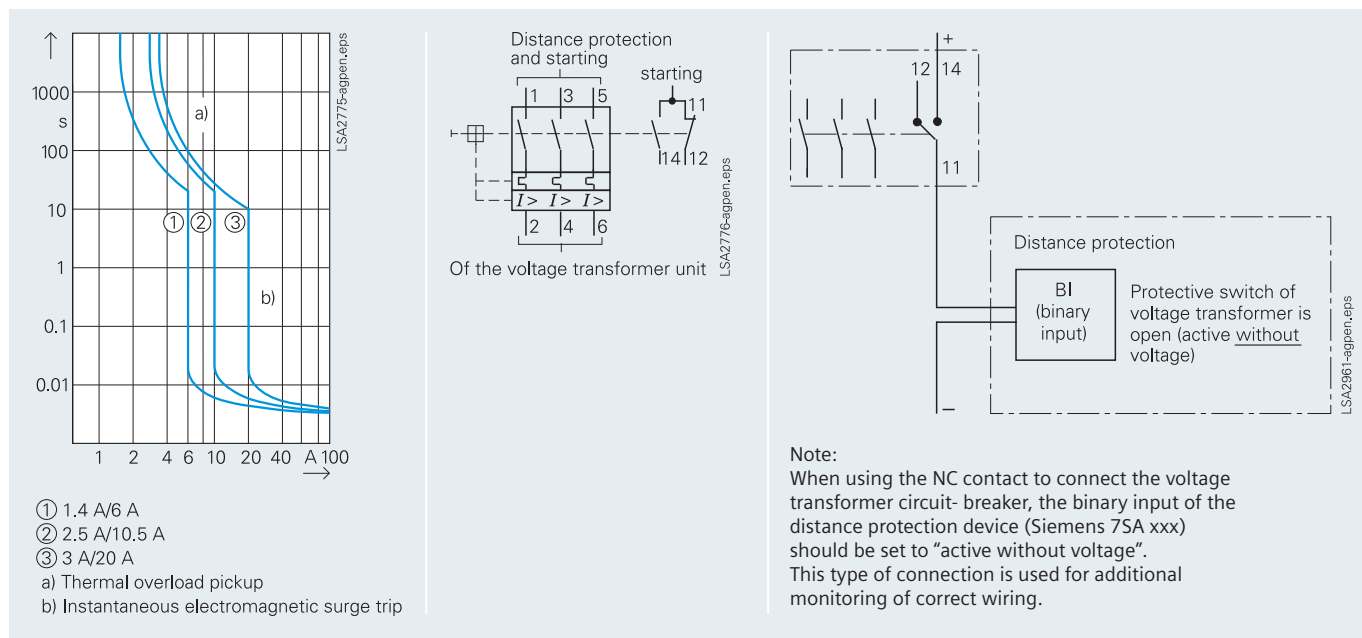 1000
s
100
10
1
0.1
0.01
a)
b)
① ② ③
1 2 4 6 10 20 40 A 100
LSA2775-agpen.eps
① 1.4 A/6 A
② 2.5 A/10.5 A
③ 3 A/20 A
a) Thermal overload pickup
b) Instantaneous electromagnetic surge trip
Distance protection
and starting
starting
1 3 5
11
14 12
I> I> I>
2 4 6
Of the voltage transformer unit
LSA2776-agpen.eps
+
12 14
11
Distance protection
BI
(binary
input)
Protective switch of
voltage transformer is
open (active without
voltage)
–
LSA2961-agpen.eps
Note:
When using the NC contact to connect the voltage
transformer circuit- breaker, the binary input of the
distance protection device (Siemens 7SA xxx)
should be set to “active without voltage”.
This type of connection is used for additional
monitoring of correct wiring.